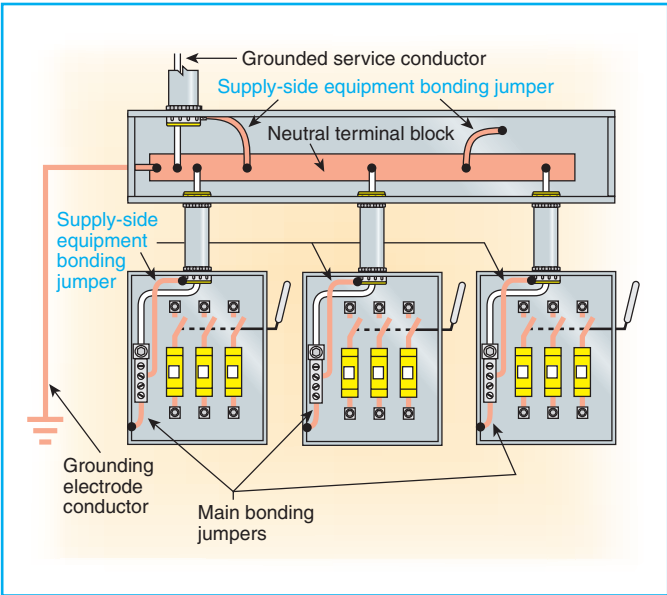 Grounded service conductor
Supply-side equipment bonding jumper
Neutral terminal block
Supply-side
equipment
bonding
jumper
Grounding
electrode
conductor
Main bonding
jumpers